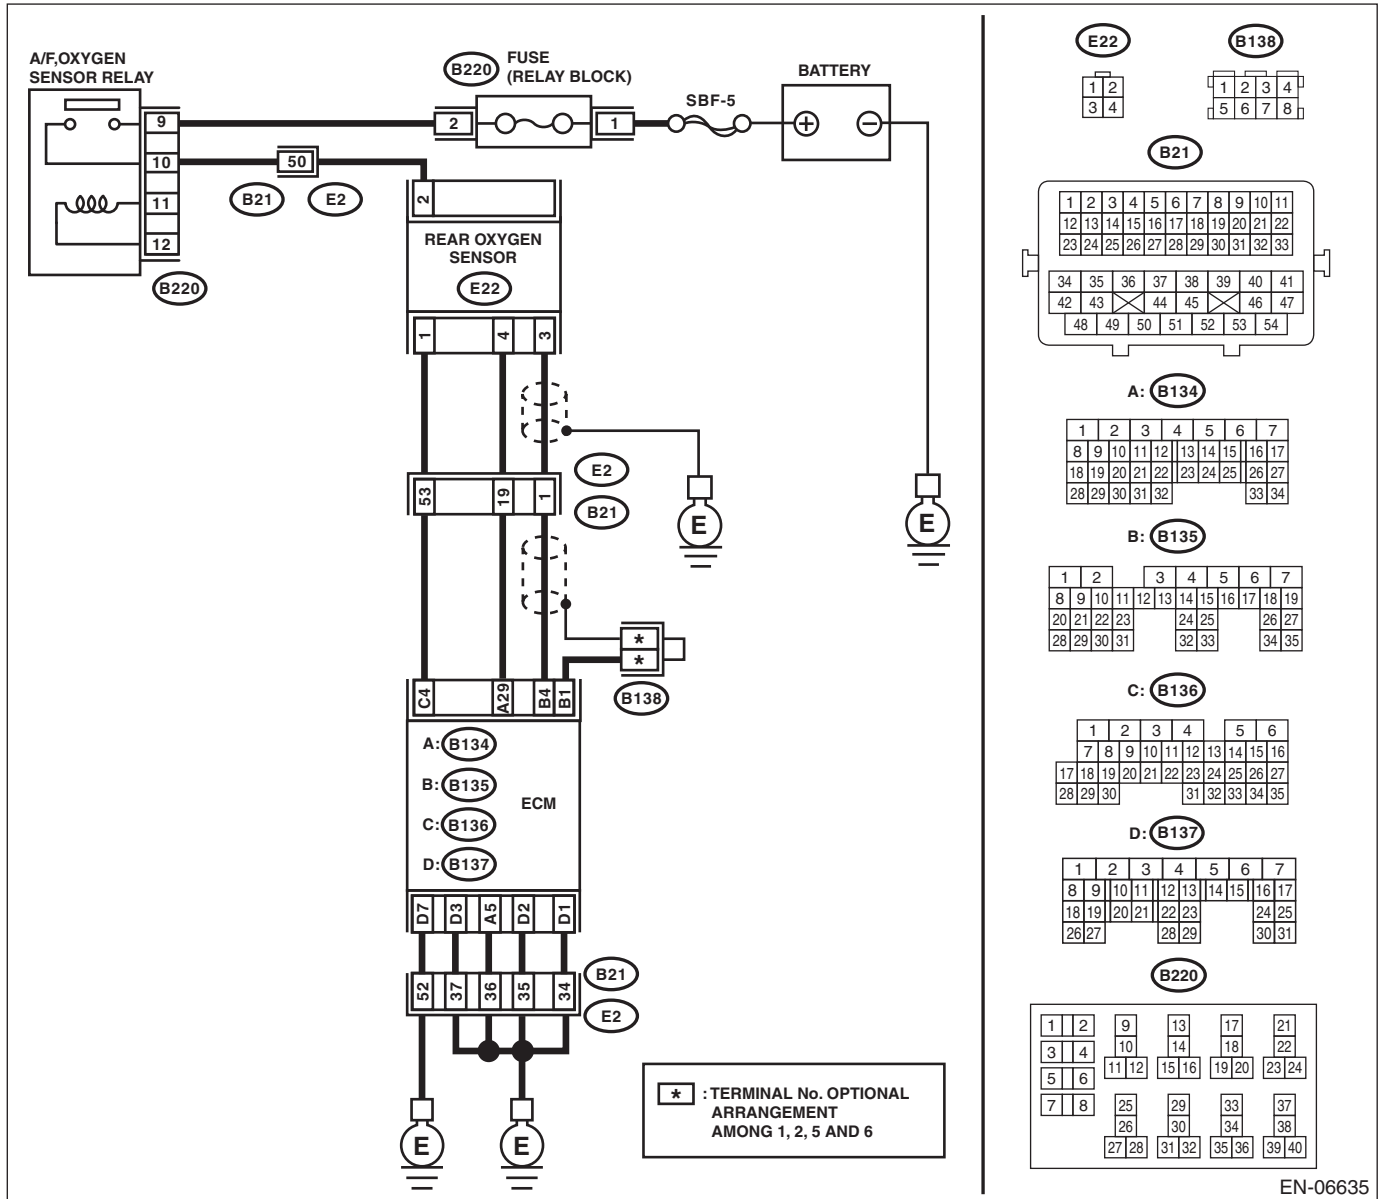 A/F,OXYGEN
SENSOR RELAY
B220
FUSE
(RELAY BLOCK)
SBF-5
BATTERY
9
2
1
+
−
10
50
11
12
B21
E2
B220
2
REAR OXYGEN
SENSOR
E22
1
4
3
E2
53
19
1
B21
E
E
*
*
B138
C4
A29
B4
B1
A: B134
B: B135
C: B136
D: B137
ECM
D7
D3
A5
D2
D1
B21
52
37
36
35
34
E2
E
E
* : TERMINAL No. OPTIONAL
ARRANGEMENT
AMONG 1, 2, 5 AND 6
E22
1 2
3 4
B138
1 2 3 4
5 6 7 8
B21
1 2 3 4 5 6 7 8 9 10 11
12 13 14 15 16 17 18 19 20 21 22
23 24 25 26 27 28 29 30 31 32 33
34 35 36 37 38 39 40 41
42 43 44 45 46 47
48 49 50 51 52 53 54
A: B134
1 2 3 4 5 6 7
8 9 10 11 12 13 14 15 16 17
18 19 20 21 22 23 24 25 26 27
28 29 30 31 32 33 34
B: B135
1 2 3 4 5 6 7
8 9 10 11 12 13 14 15 16 17 18 19
20 21 22 23 24 25 26 27
28 29 30 31 32 33 34 35
C: B136
1 2 3 4 5 6
7 8 9 10 11 12 13 14 15 16
17 18 19 20 21 22 23 24 25 26 27
28 29 30 31 32 33 34 35
D: B137
1 2 3 4 5 6 7
8 9 10 11 12 13 14 15 16 17
18 19 20 21 22 23 24 25
26 27 28 29 30 31
B220
1 2 9 13 17 21
3 4 10 14 18 22
5 6 11 12 15 16 19 20 23 24
7 8 25 29 33 37
26 30 34 38
27 28 31 32 35 36 39 40
EN-06635